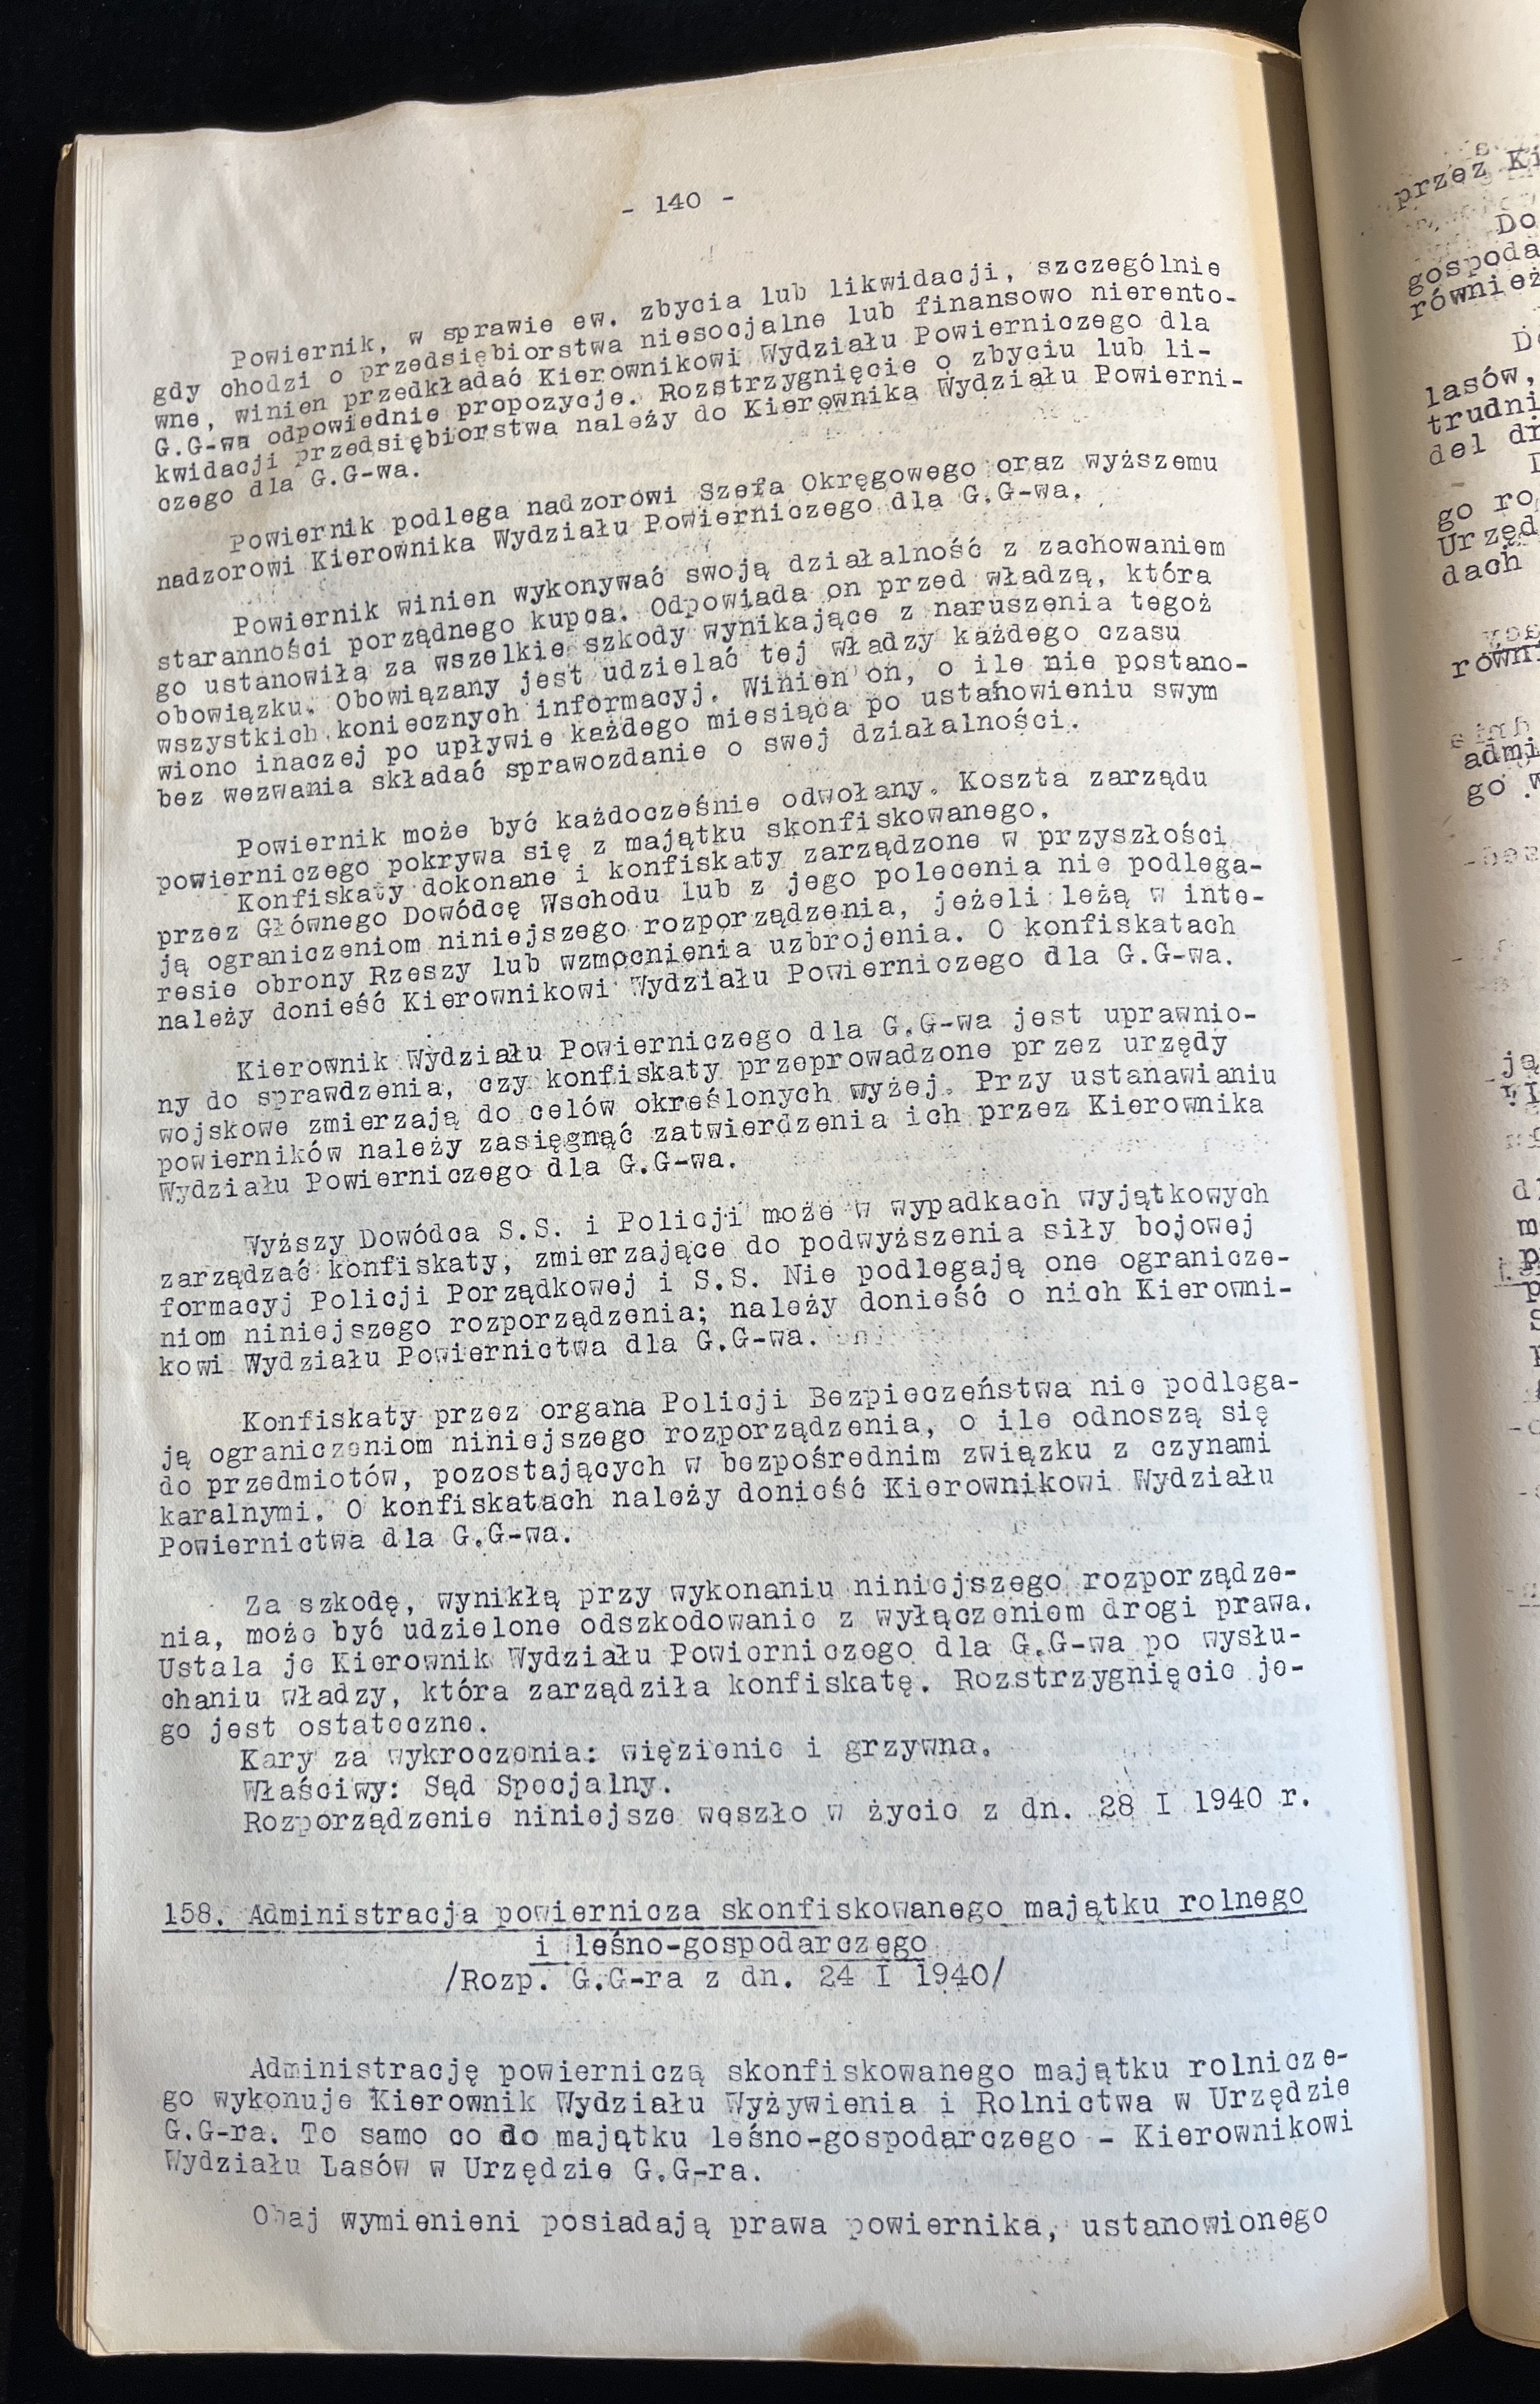 - 140 -
Powiernik, w sprawie ew. zbycia lub likwidacji, szczególnie
gdy chodzi o przedsiębiorstwa niesocjalne lub finansowo nierento-
wne, winien przedkładać Kierownikowi Wydziału Powierniczego dla
G.G-wa odpowiednie propozycje. Rozstrzygnięcie o zbyciu lub li-
kwidacji przedsiębiorstwa należy do Kierownika Wydziału Powierni-
czego dla G.G-wa.
Powiernik podlega nadzorowi Szefa Okręgowego oraz wyższemu
nadzorowi Kierownika Wydziału Powierniczego dla G.G-wa.
Powiernik winien wykonywać swoją działalność z zachowaniem
staranności porządnego kupca. Odpowiada on przed władzą, która
go ustanowiła za wszelkie szkody wynikające z naruszenia tegoż
obowiązku. Obowiązany jest udzielać tej władzy każdego czasu
wszystkich koniecznych informacyj. Winien on, o ile nie postano-
wiono inaczej po upływie każdego miesiąca po ustanowieniu swym
bez wezwania składać sprawozdanie o swej działalności.
Powiernik może być każdocześnie odwołany. Koszta zarządu
powierniczego pokrywa się z majątku skonfiskowanego.
Konfiskaty dokonane i konfiskaty zarządzone w przyszłości
przez Głównego Dowódcę Wschodu lub z jego polecenia nie podlega-
ją ograniczeniom niniejszego rozporządzenia, jeżeli leżą w inte-
resie obrony Rzeszy lub wzmocnienia uzbrojenia. O konfiskatach
należy donieść Kierownikowi Wydziału Powierniczego dla G.G-wa.
Kierownik Wydziału Powierniczego dla G.G-wa jest uprawnio-
ny do sprawdzenia, czy konfiskaty przeprowadzone przez urzędy
wojskowe zmierzają do celów określonych wyżej. Przy ustanawianiu
powierników należy zasięgnąć zatwierdzenia ich przez Kierownika
Wydziału Powierniczego dla G.G-wa.
Wyższy Dowódca S.S. i Policji może w wypadkach wyjątkowych
zarządzać konfiskaty, zmierzające do podwyższenia siły bojowej
formacyj Policji Porządkowej i S.S. Nie podlegają one ogranicze-
niom niniejszego rozporządzenia; należy donieść o nich Kierowni-
kowi Wydziału Powiernictwa dla G.G-wa.
Konfiskaty przez organa Policji Bezpieczeństwa nie podlega-
ją ograniczeniom niniejszego rozporządzenia, o ile odnoszą się
do przedmiotów, pozostających w bezpośrednim związku z czynami
karalnymi. O konfiskatach należy donieść Kierownikowi Wydziału
Powiernictwa dla G.G-wa.
Za szkodę, wynikłą przy wykonaniu niniejszego rozporządze-
nia, może być udzielone odszkodowanie z wyłączeniem drogi prawa.
Ustala je Kierownik Wydziału Powierniczego dla G.G-wa po wysłu-
chaniu władzy, która zarządziła konfiskatę. Rozstrzygnięcie je-
go jest ostateczne.
Kary za wykroczenia: więzienie i grzywna.
Właściwy: Sąd Specjalny.
Rozporządzenie niniejsze weszło w życie z dn. 28 I 1940 r.
158. Administracja powiernicza skonfiskowanego majątku rolnego
i leśno-gospodarczego
/Rozp. G.G-ra z dn. 24 I 1940/
Administrację powierniczą skonfiskowanego majątku rolnicze-
go wykonuje Kierownik Wydziału Wyżywienia i Rolnictwa w Urzędzie
G.G-ra. To samo co do majątku leśno-gospodarczego - Kierownikowi
Wydziału Lasów w Urzędzie G.G-ra.
Obaj wymienieni posiadają prawa powiernika, ustanowionego
przez
Do
również
lasów,
del
go
Urzęd
dach
go